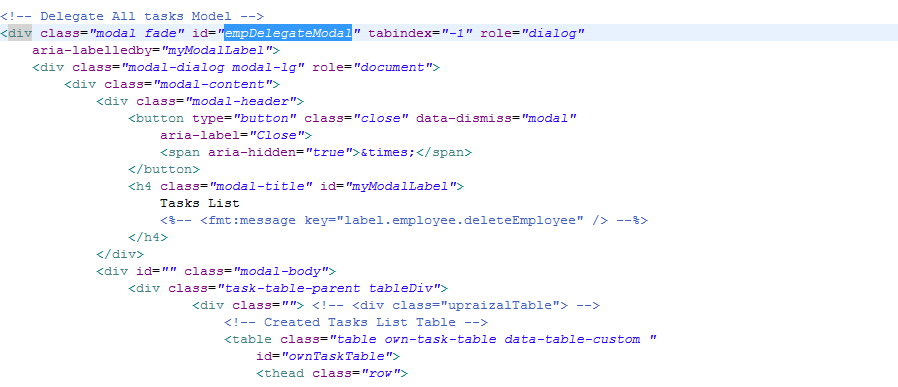 <!-- Delegate All tasks Model -->
<div class="modal fade" id="empDelegateModal" tabindex="-1" role="dialog"
aria-labelledby="myModalLabel">
<div class="modal-dialog modal-lg" role="document">
<div class="modal-content">
<div class="modal-header">
<button type="button" class="close" data-dismiss="modal"
aria-label="Close">
<span aria-hidden="true">&times;</span>
</button>
<h4 class="modal-title" id="myModalLabel">
Tasks List
<%-- <fmt:message key="label.employee.deleteEmployee" /> --%>
</h4>
</div>
<div id="" class="modal-body">
<div class="task-table-parent tableDiv">
<div class=""> <!-- <div class="upraizalTable"> -->
<!-- Created Tasks List Table -->
<table class="table own-task-table data-table-custom "
id="ownTaskTable">
<thead class="row">